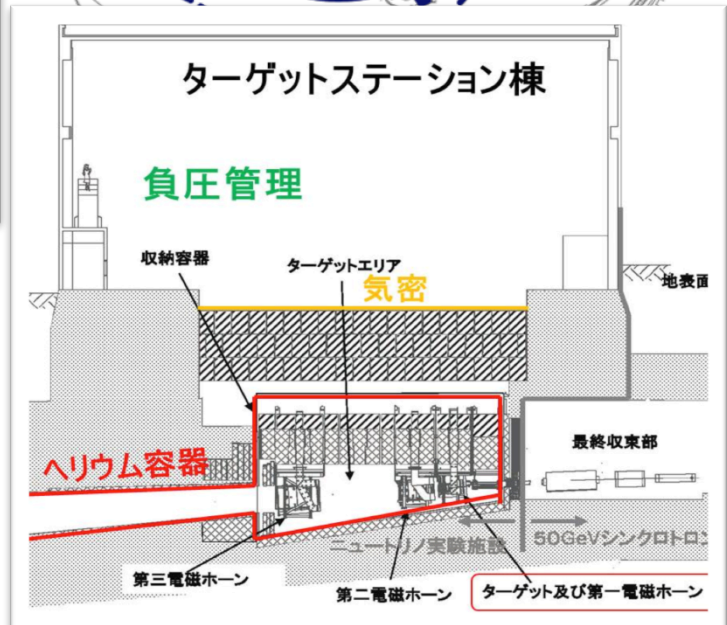 ターゲットステーション棟
負圧管理
収納容器
ターゲットエリア
気密
地表面
最終収束部
ヘリウム容器
ニュートリノ実験施設
50GeVシンクロトロン
第三電磁ホーン
第二電磁ホーン
ターゲット及び第一電磁ホーン